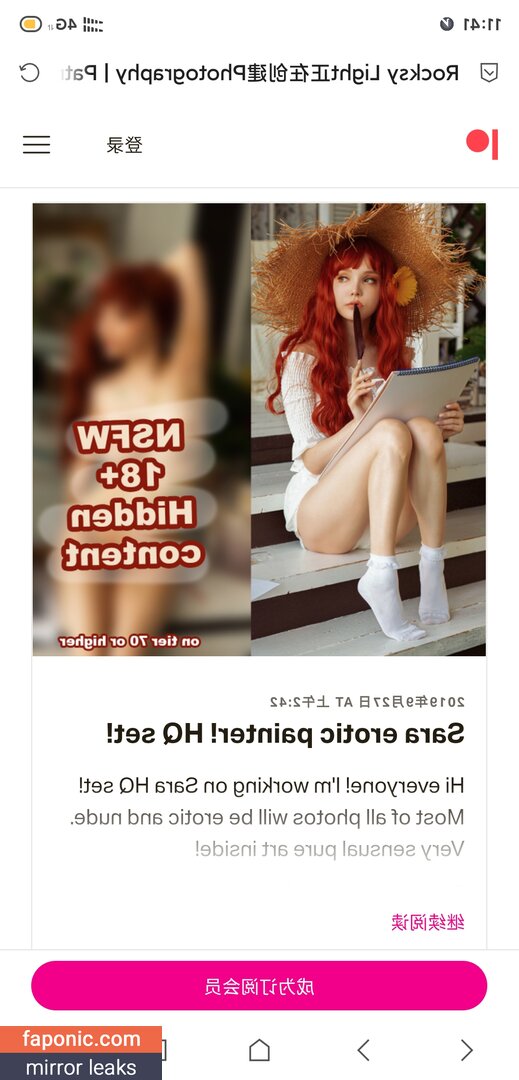 11:41
4G
Rocksy Light正在创建Photography | Pat
登录
NSFW
18+
Hidden
content
on tier 70 or higher
2019年9月27日 AT 上午2:42
Sara erotic painter! HQ set!
Hi everyone! I'm working on Sara HQ set!
Most of all photos will be erotic and nude.
Very sensual pure art inside!
继续阅读
成为订阅会员
faponic.com
mirror leaks